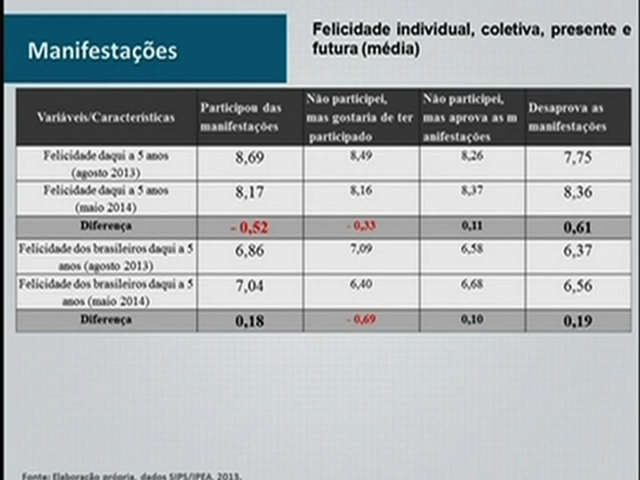 Manifestações
Felicidade individual, coletiva, presente e
futura (média)
Variáveis/Características
Participou das
manifestações
Não participei,
mas gostaria de ter
participado
Não participei,
mas aprova as m
anifestações
Desaprova as
manifestações
Felicidade daqui a 5 anos
(agosto 2013)
8,69
8,49
8,26
7,75
Felicidade daqui a 5 anos
(maio 2014)
8,17
8,16
8,37
8,36
Diferença
- 0,52
- 0,33
0,11
0,61
Felicidade dos brasileiros daqui a 5
anos (agosto 2013)
6,86
7,09
6,58
6,37
Felicidade dos brasileiros daqui a 5
anos (maio 2014)
7,04
6,40
6,68
6,56
Diferença
0,18
- 0,69
0,10
0,19
Fonte: Elaboração própria, dados SIPS/IPEA, 2013.